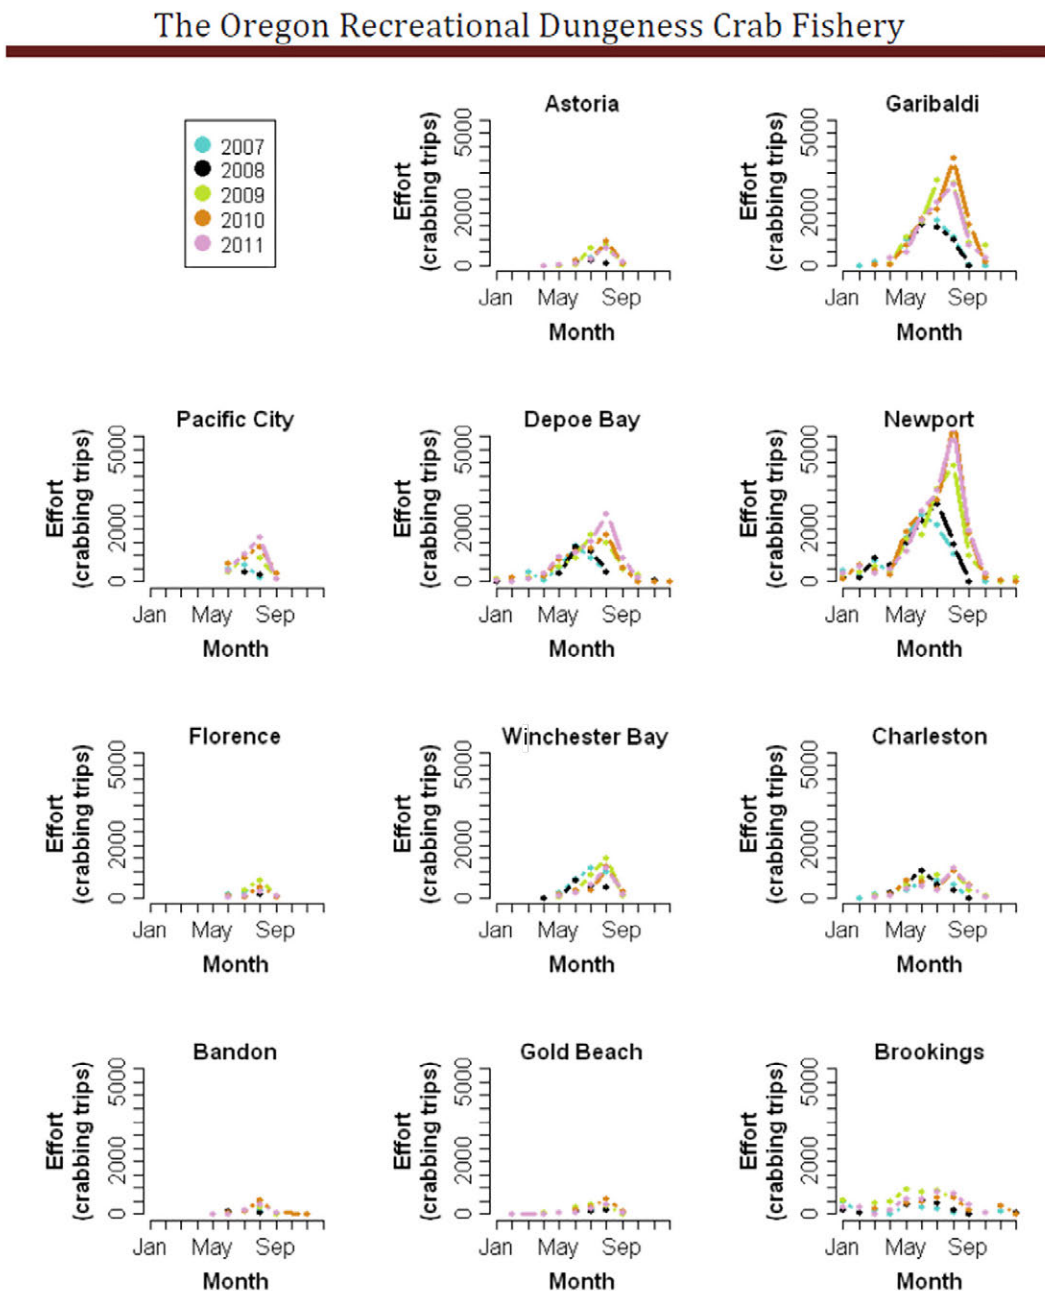 The Oregon Recreational Dungeness Crab Fishery
2007
2008
2009
2010
2011
Astoria
Effort
(crabbing trips)
0 2000 5000
Jan May Sep
Month
Garibaldi
Effort
(crabbing trips)
0 2000 5000
Jan May Sep
Month
Pacific City
Effort
(crabbing trips)
0 2000 5000
Jan May Sep
Month
Depoe Bay
Effort
(crabbing trips)
0 2000 5000
Jan May Sep
Month
Newport
Effort
(crabbing trips)
0 2000 5000
Jan May Sep
Month
Florence
Effort
(crabbing trips)
0 2000 5000
Jan May Sep
Month
Winchester Bay
Effort
(crabbing trips)
0 2000 5000
Jan May Sep
Month
Charleston
Effort
(crabbing trips)
0 2000 5000
Jan May Sep
Month
Bandon
Effort
(crabbing trips)
0 2000 5000
Jan May Sep
Month
Gold Beach
Effort
(crabbing trips)
0 2000 5000
Jan May Sep
Month
Brookings
Effort
(crabbing trips)
0 2000 5000
Jan May Sep
Month